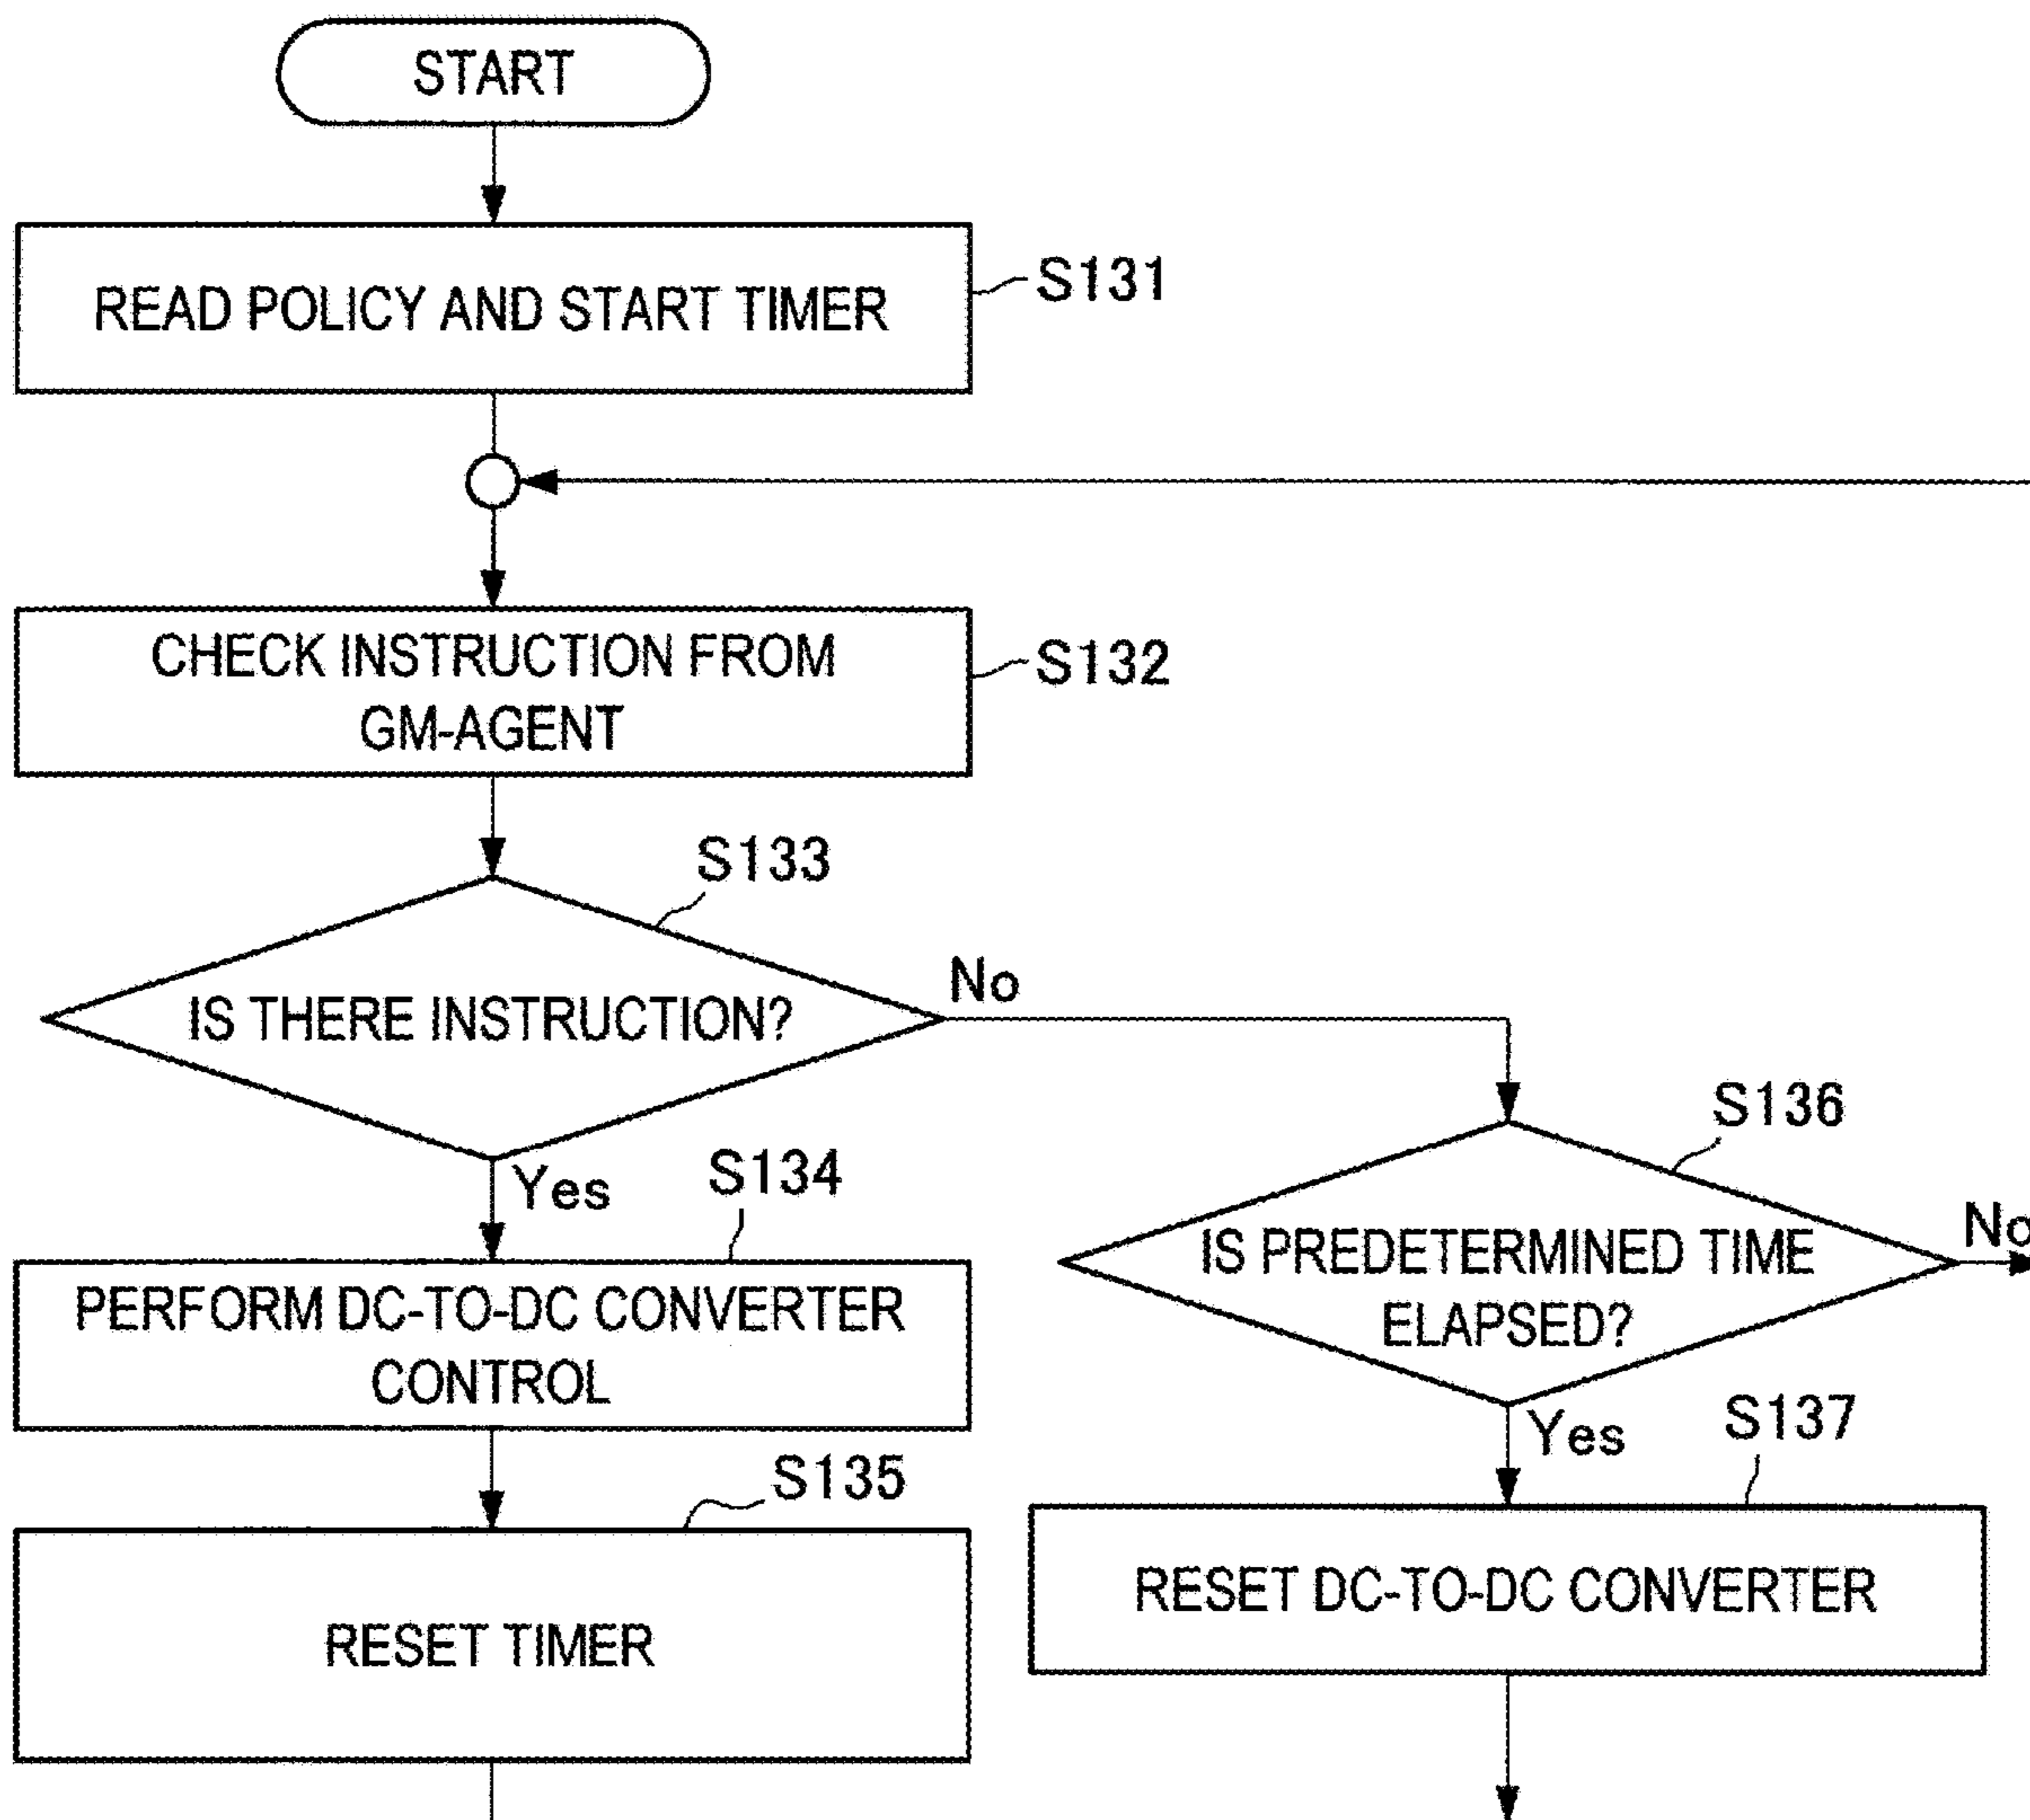 START
READ POLICY AND START TIMER
S131
CHECK INSTRUCTION FROM
GM-AGENT
S132
S133
IS THERE INSTRUCTION?
No
Yes
S134
PERFORM DC-TO-DC CONVERTER
CONTROL
S135
RESET TIMER
S136
IS PREDETERMINED TIME
ELAPSED?
No
Yes
S137
RESET DC-TO-DC CONVERTER